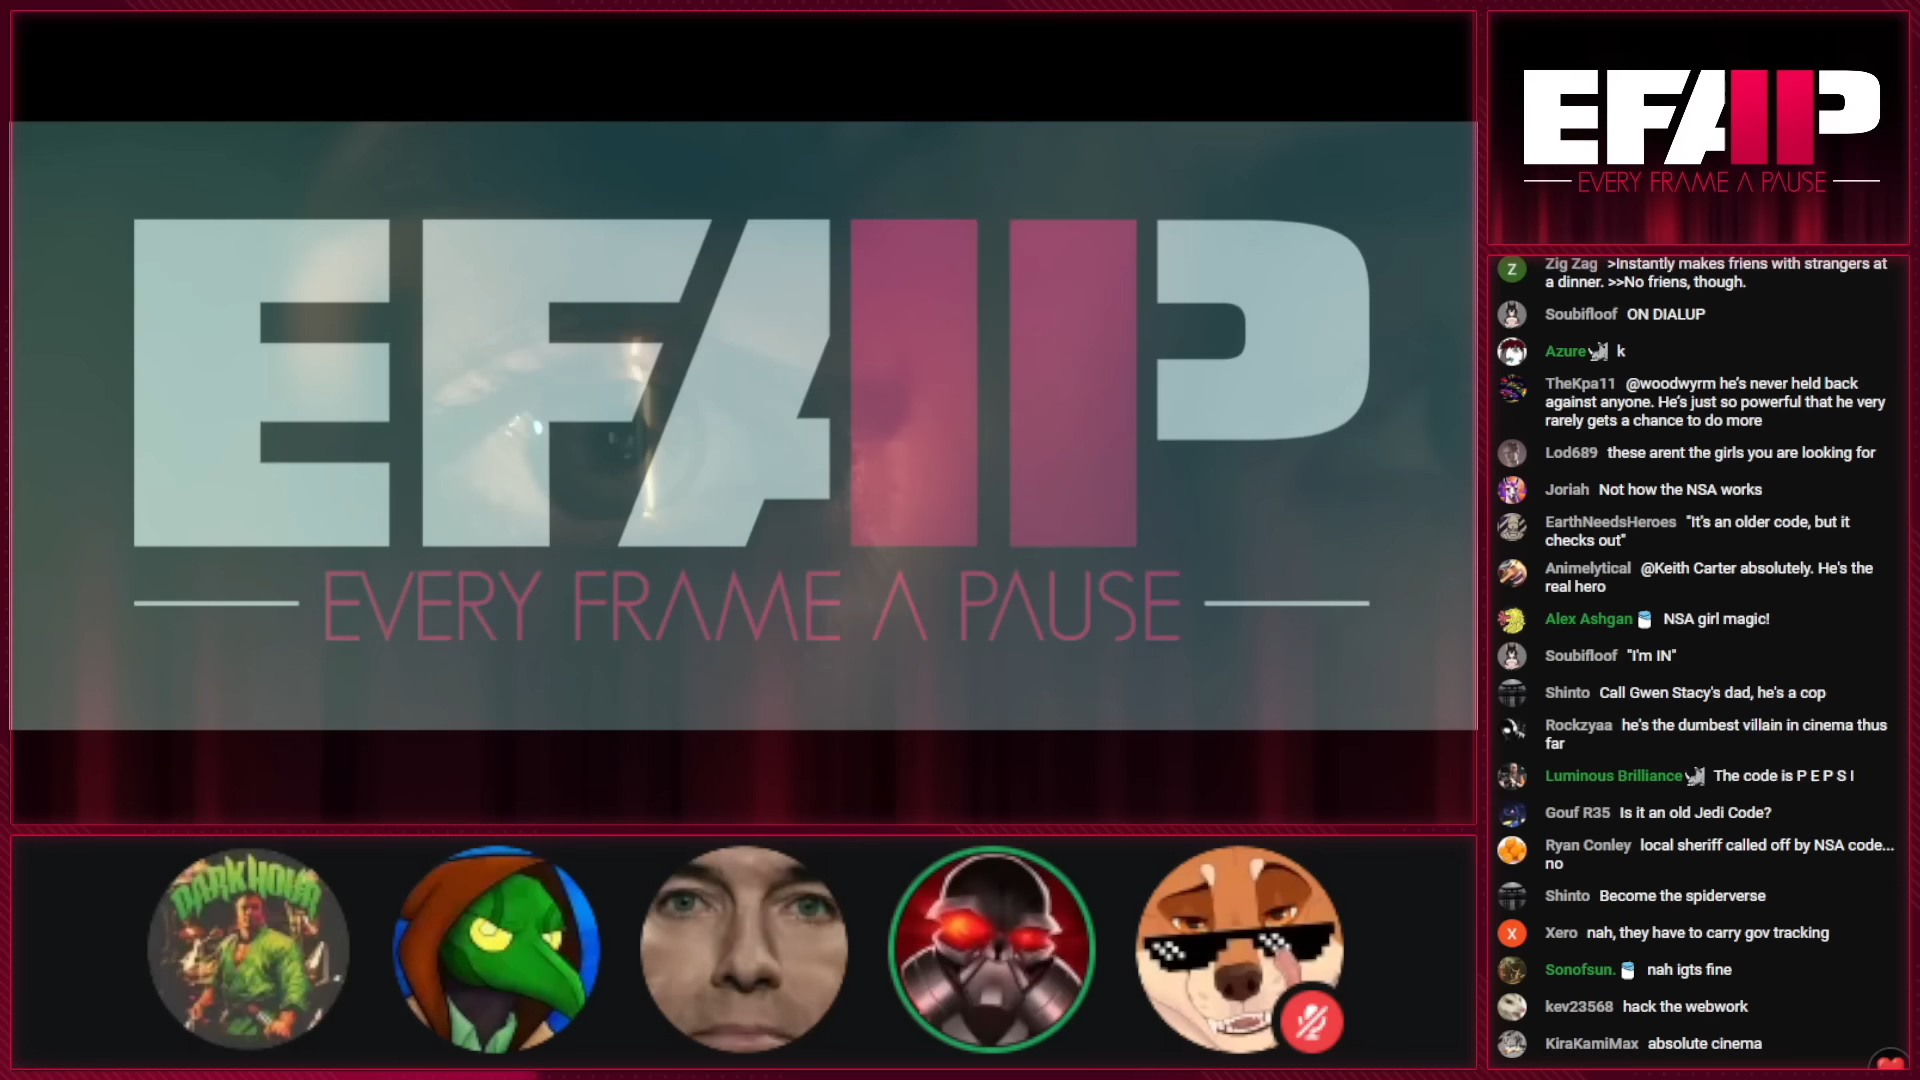 EFAP
EVERY FRAME A PAUSE
DARK HOUR
EFAP
EVERY FRAME A PAUSE
Z
Zig Zag >Instantly makes friens with strangers at
a dinner. >>No friens, though.
Soubifloof ON DIALUP
Azure k
TheKpa11 @woodwyrm he's never held back
against anyone. He's just so powerful that he very
rarely gets a chance to do more
Lod689 these arent the girls you are looking for
Joriah Not how the NSA works
EarthNeedsHeroes "It's an older code, but it
checks out"
Animelytical @Keith Carter absolutely. He's the
real hero
Alex Ashgan NSA girl magic!
Soubifloof "I'm IN"
Shinto Call Gwen Stacy's dad, he's a cop
Rockzyaa he's the dumbest villain in cinema thus
far
Luminous Brilliance The code is P E P S I
Gouf R35 Is it an old Jedi Code?
Ryan Conley local sheriff called off by NSA code...
no
Shinto Become the spiderverse
X
Xero nah, they have to carry gov tracking
Sonofsun. nah igts fine
kev23568 hack the webwork
KiraKamiMax absolute cinema